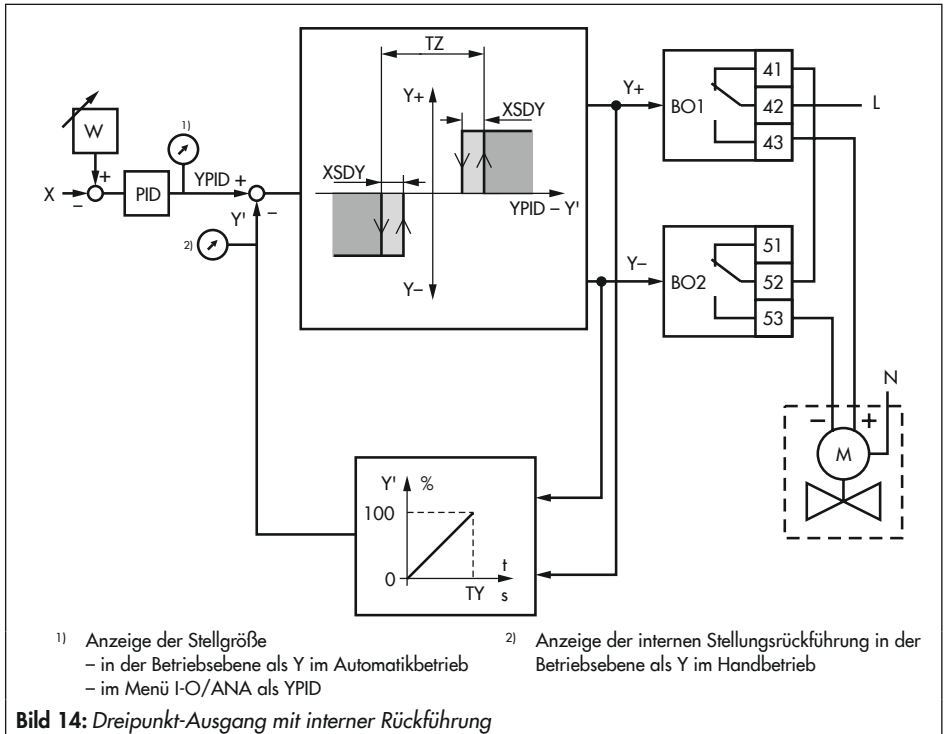 TZ
Y+
XSDY
XSDY
YPID – Y'
Y–
W
1)
X
–
+
PID
YPID
+
Y'
–
2)
Y+
BO1
41
42
43
L
Y–
BO2
51
52
53
N
–
+
M
Y'
%
100
0
TY
t
s
1) Anzeige der Stellgröße
– in der Betriebsebene als Y im Automatikbetrieb
– im Menü I-O/ANA als YPID
2) Anzeige der internen Stellungsrückführung in der
Betriebsebene als Y im Handbetrieb
Bild 14: Dreipunkt-Ausgang mit interner Rückführung